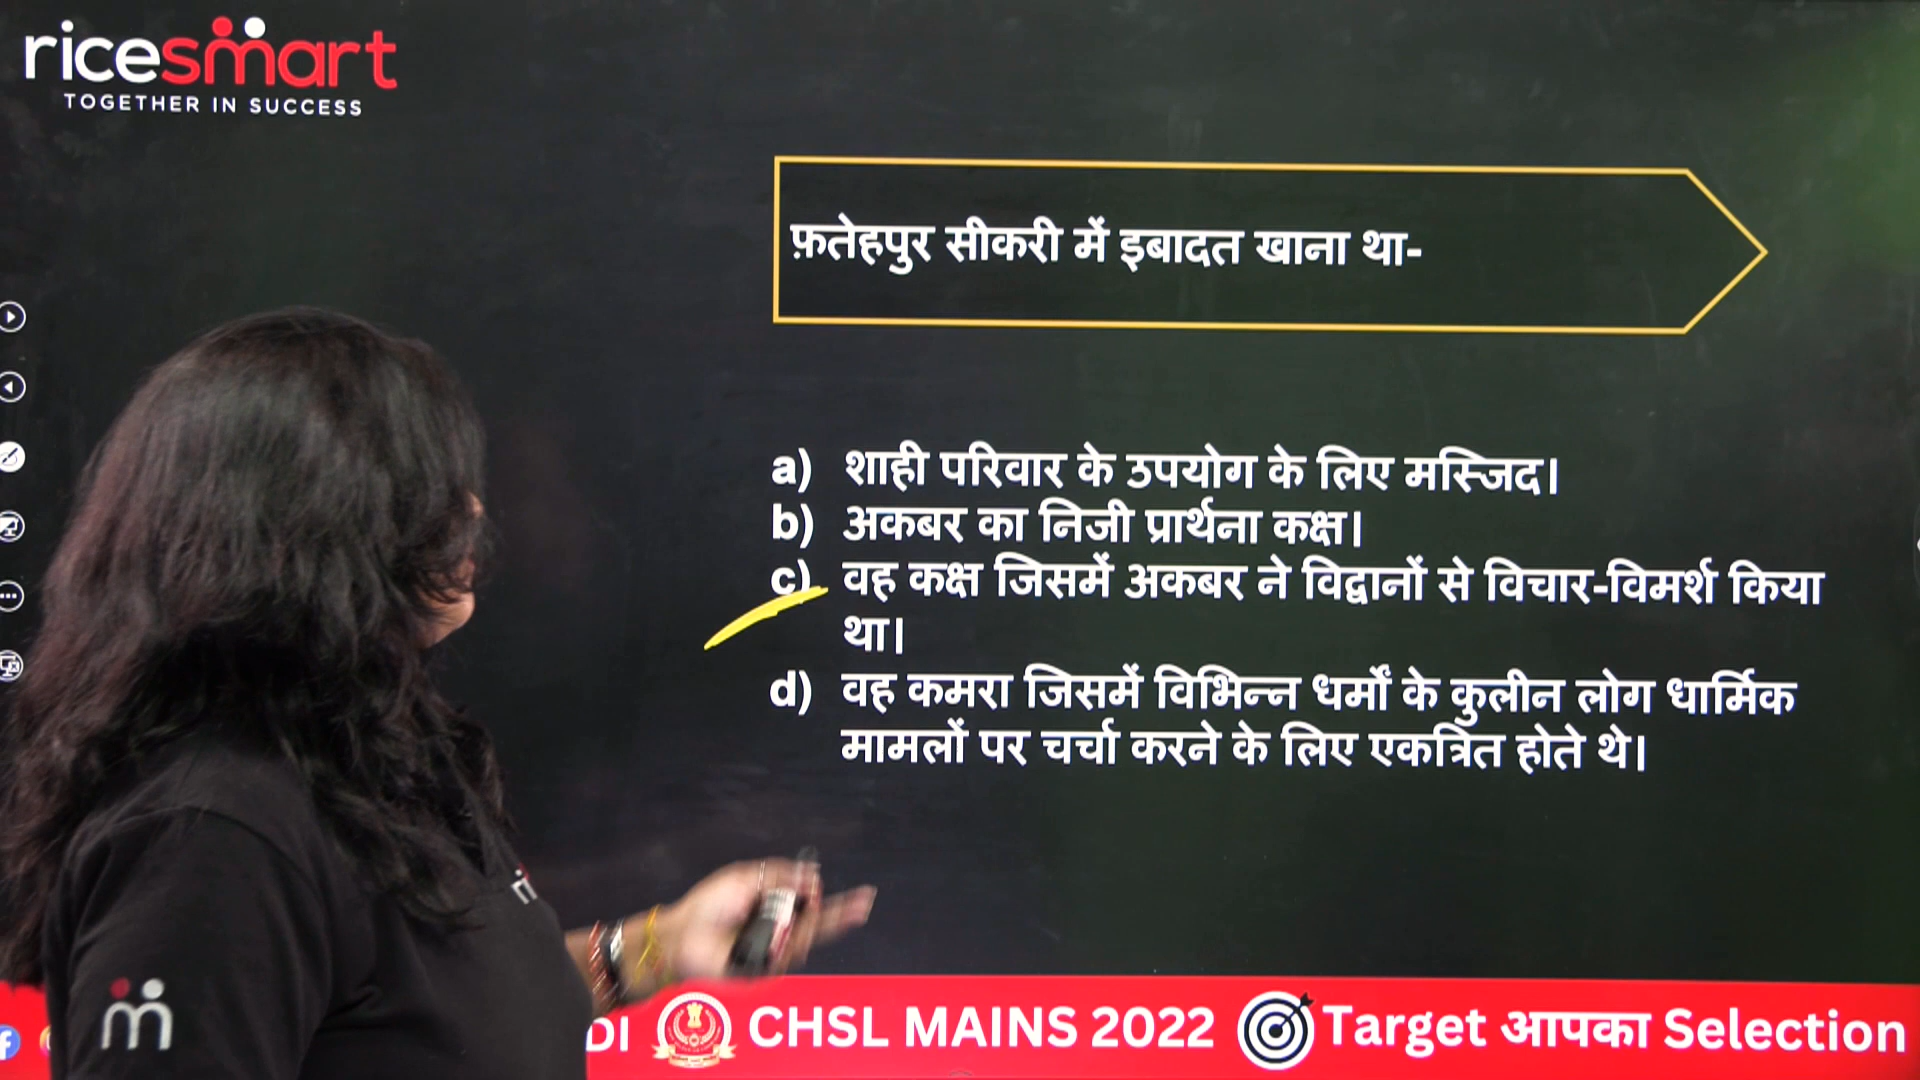 ricesmart
TOGETHER IN SUCCESS
फ़तेहपुर सीकरी में इबादत खाना था-
a) शाही परिवार के उपयोग के लिए मस्जिद।
b) अकबर का निजी प्रार्थना कक्ष।
c) वह कक्ष जिसमें अकबर ने विद्वानों से विचार-विमर्श किया
था।
d) वह कमरा जिसमें विभिन्न धर्मों के कुलीन लोग धार्मिक
मामलों पर चर्चा करने के लिए एकत्रित होते थे।
DI CHSL MAINS 2022 Target आपका Selection